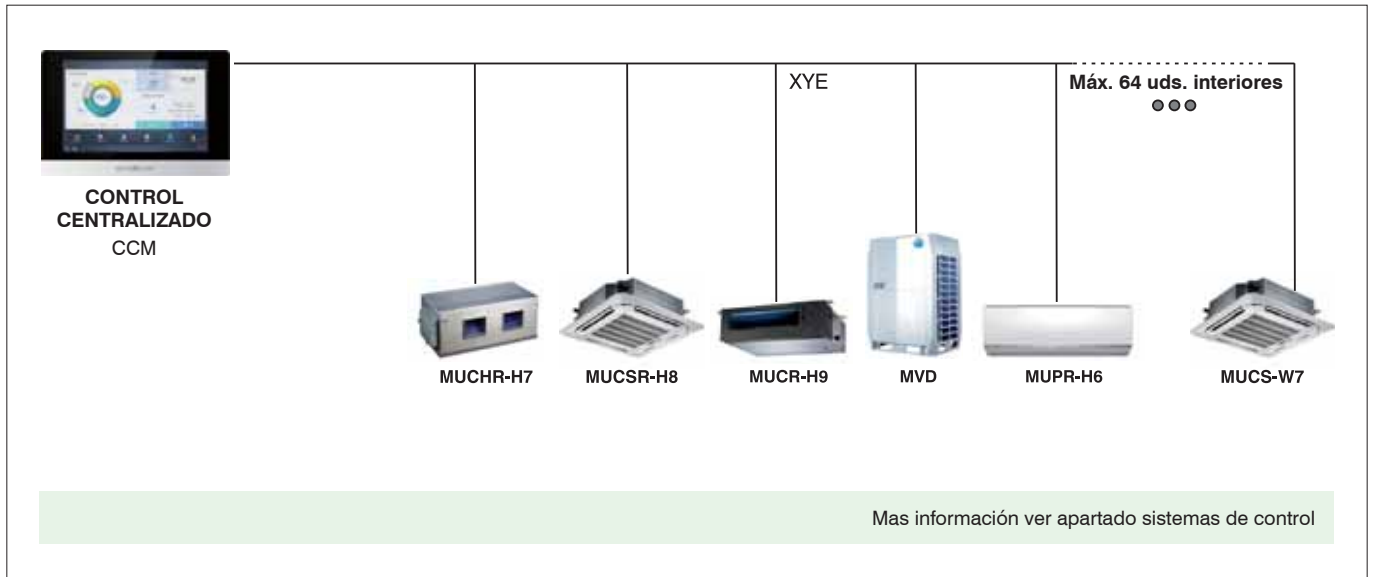 XYE
Máx. 64 uds. interiores
CONTROL
CENTRALIZADO
CCM
MUCHR-H7
MUCSR-H8
MUCR-H9
MVD
MUPR-H6
MUCS-W7
Mas información ver apartado sistemas de control